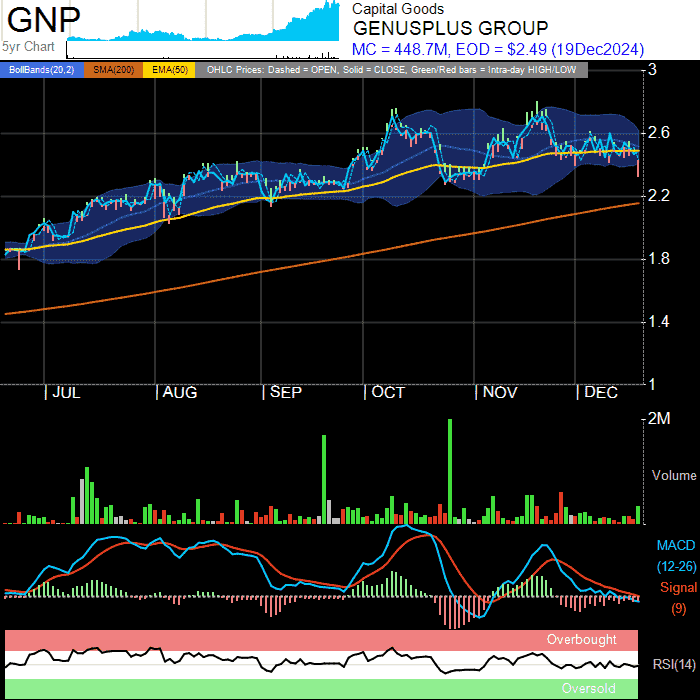 GNP
5yr Chart
Capital Goods
GENUSPLUS GROUP
MC = 448.7M, EOD = $2.49 (19Dec2024)
BollBands(20,2) SMA(200) EMA(50) OHLC Prices: Dashed = OPEN, Solid = CLOSE, Green/Red bars = Intra-day HIGH/LOW
3
2.6
2.2
1.8
1.4
1
| JUL | AUG | SEP | OCT | NOV | DEC
2M
Volume
MACD
(12-26)
Signal
(9)
Overbought
RSI(14)
Oversold